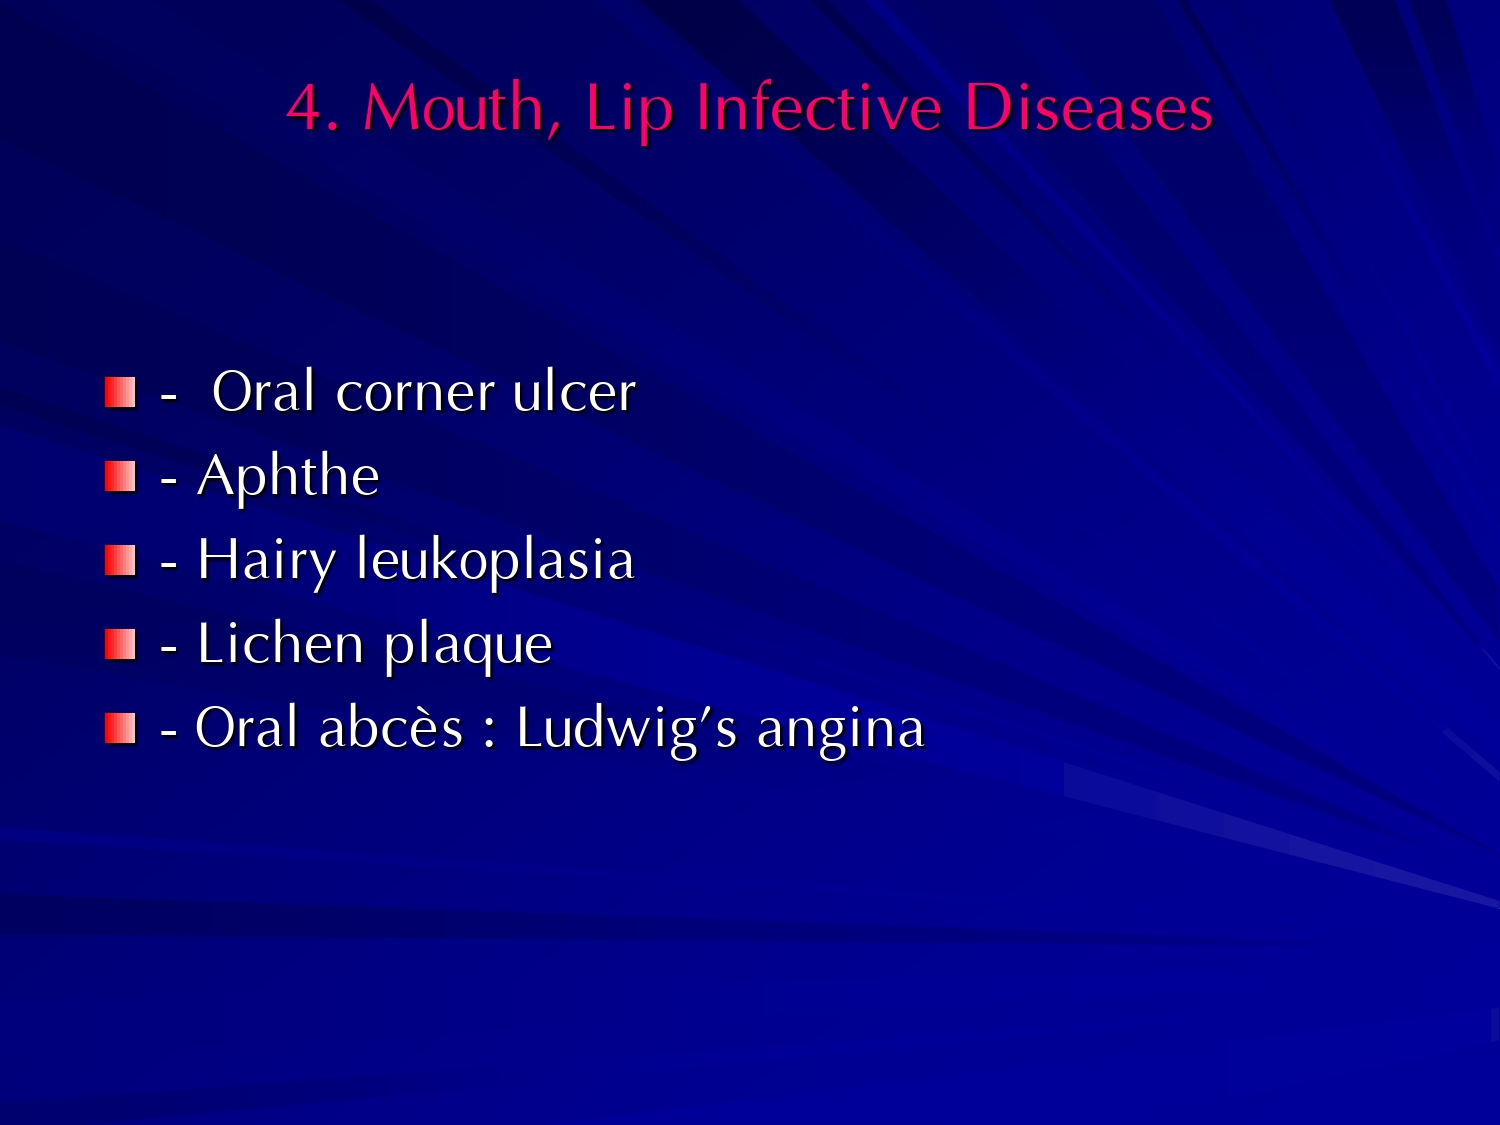 4. Mouth, Lip Infective Diseases
- Oral corner ulcer
- Aphthe
- Hairy leukoplasia
- Lichen plaque
- Oral abcès : Ludwig’s angina